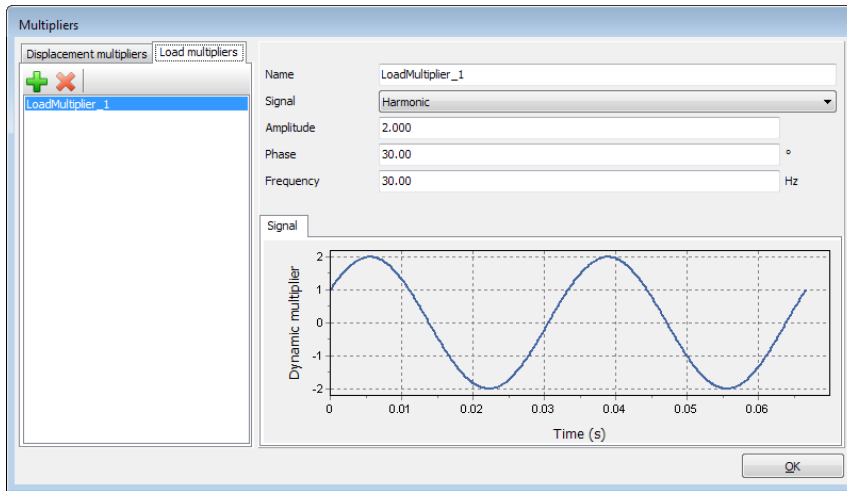 Multipliers
Displacement multipliers Load multipliers
LoadMultiplier_1
Name LoadMultiplier_1
Signal Harmonic
Amplitude 2.000
Phase 30.00 °
Frequency 30.00 Hz
Signal
Dynamic multiplier
2
1
0
-1
-2
0 0.01 0.02 0.03 0.04 0.05 0.06
Time (s)
OK